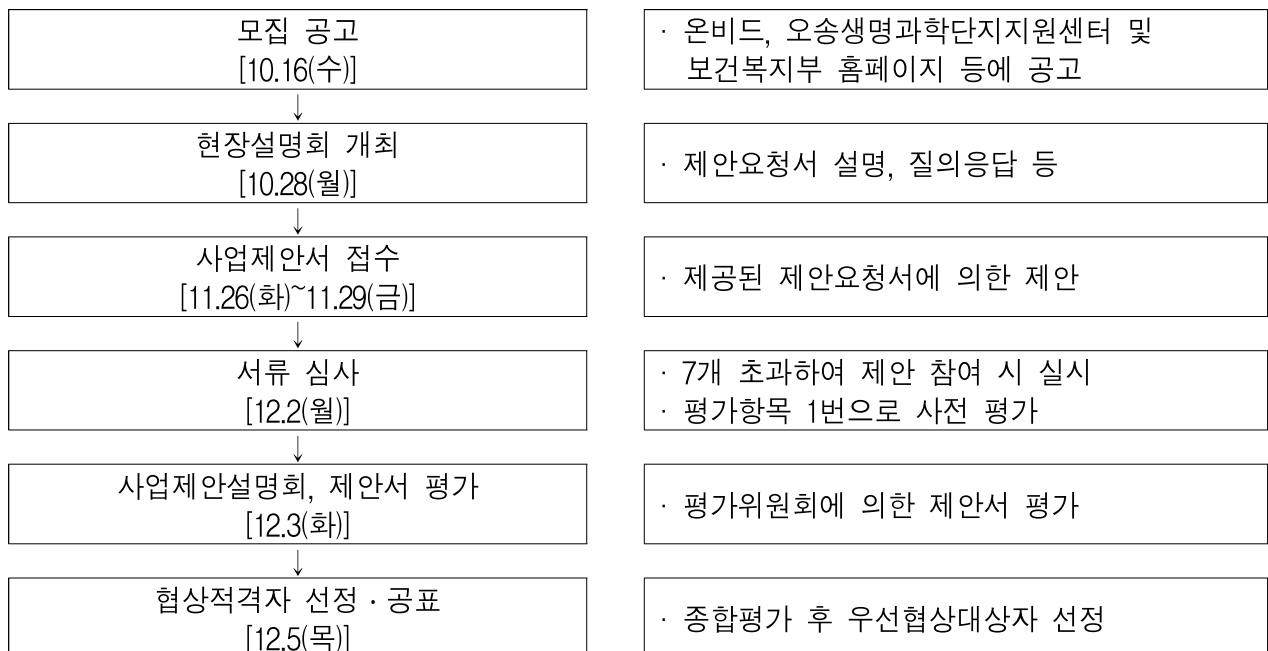 모집 공고
[10.16(수)]
· 온비드, 오송생명과학단지지원센터 및
보건복지부 홈페이지 등에 공고
↓
현장설명회 개최
[10.28(월)]
· 제안요청서 설명, 질의응답 등
↓
사업제안서 접수
[11.26(화)~11.29(금)]
· 제공된 제안요청서에 의한 제안
↓
서류 심사
[12.2(월)]
· 7개 초과하여 제안 참여 시 실시
· 평가항목 1번으로 사전 평가
↓
사업제안설명회, 제안서 평가
[12.3(화)]
· 평가위원회에 의한 제안서 평가
↓
협상적격자 선정 · 공표
[12.5(목)]
· 종합평가 후 우선협상대상자 선정